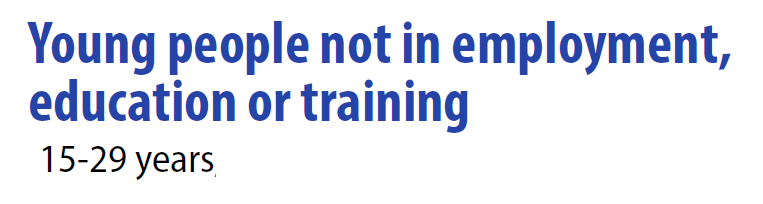 Young people not in employment,
education or training
15-29 years,